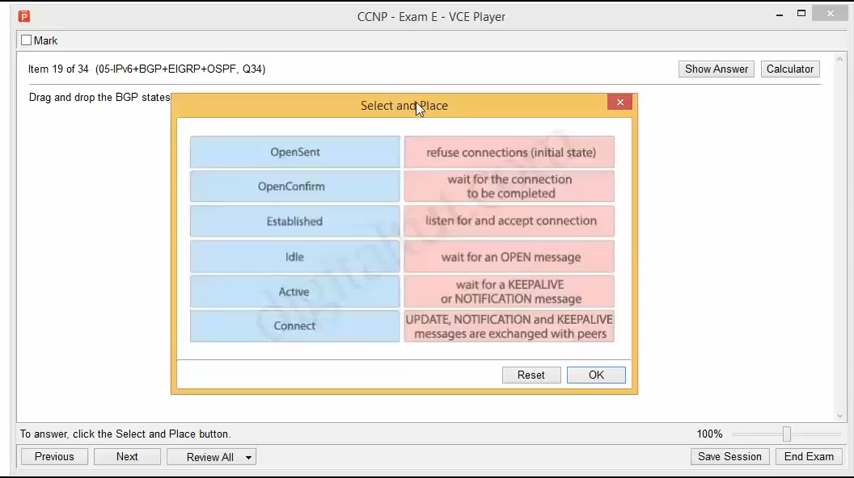 CCNP - Exam E - VCE Player
Mark
Item 19 of 34 (05-IPv6+BGP+EIGRP+OSPF, Q34)
Show Answer
Calculator
Drag and drop the BGP states
Select and Place
OpenSent
refuse connections (initial state)
OpenConfirm
wait for the connection
to be completed
Established
listen for and accept connection
Idle
wait for an OPEN message
Active
wait for a KEEPALIVE
or NOTIFICATION message
Connect
UPDATE, NOTIFICATION and KEEPALIVE
messages are exchanged with peers
digitaltut.com
Reset
OK
To answer, click the Select and Place button.
100%
Previous
Next
Review All
Save Session
End Exam